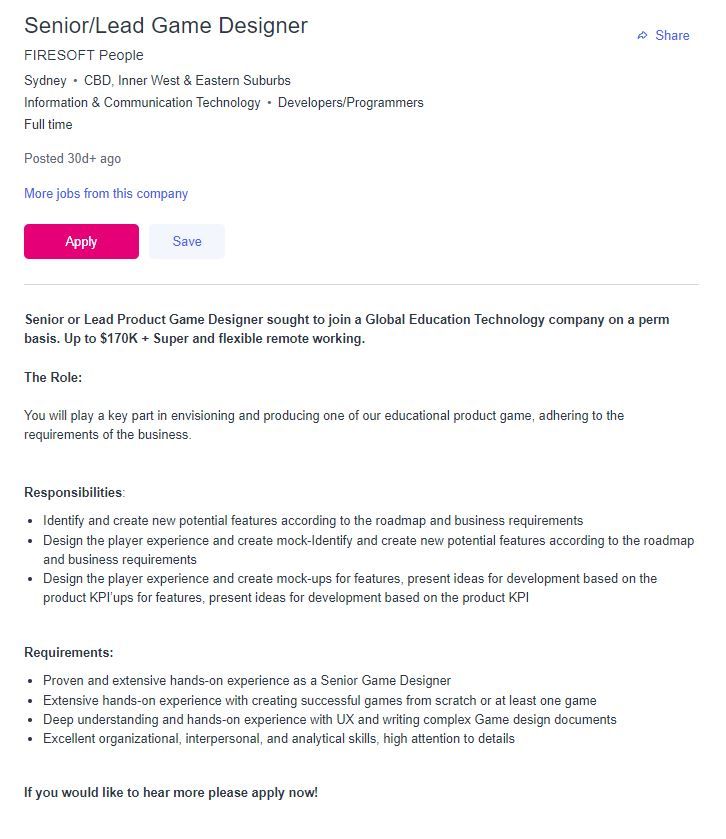 Senior/Lead Game Designer
Share
FIRESOFT People
Sydney • CBD, Inner West & Eastern Suburbs
Information & Communication Technology • Developers/Programmers
Full time
Posted 30d+ ago
More jobs from this company
Apply
Save
Senior or Lead Product Game Designer sought to join a Global Education Technology company on a perm
basis. Up to $170K + Super and flexible remote working.
The Role:
You will play a key part in envisioning and producing one of our educational product game, adhering to the
requirements of the business.
Responsibilities:
• Identify and create new potential features according to the roadmap and business requirements
• Design the player experience and create mock-Identify and create new potential features according to the roadmap
and business requirements
• Design the player experience and create mock-ups for features, present ideas for development based on the
product KPI'ups for features, present ideas for development based on the product KPI
Requirements:
• Proven and extensive hands-on experience as a Senior Game Designer
• Extensive hands-on experience with creating successful games from scratch or at least one game
• Deep understanding and hands-on experience with UX and writing complex Game design documents
• Excellent organizational, interpersonal, and analytical skills, high attention to details
If you would like to hear more please apply now!